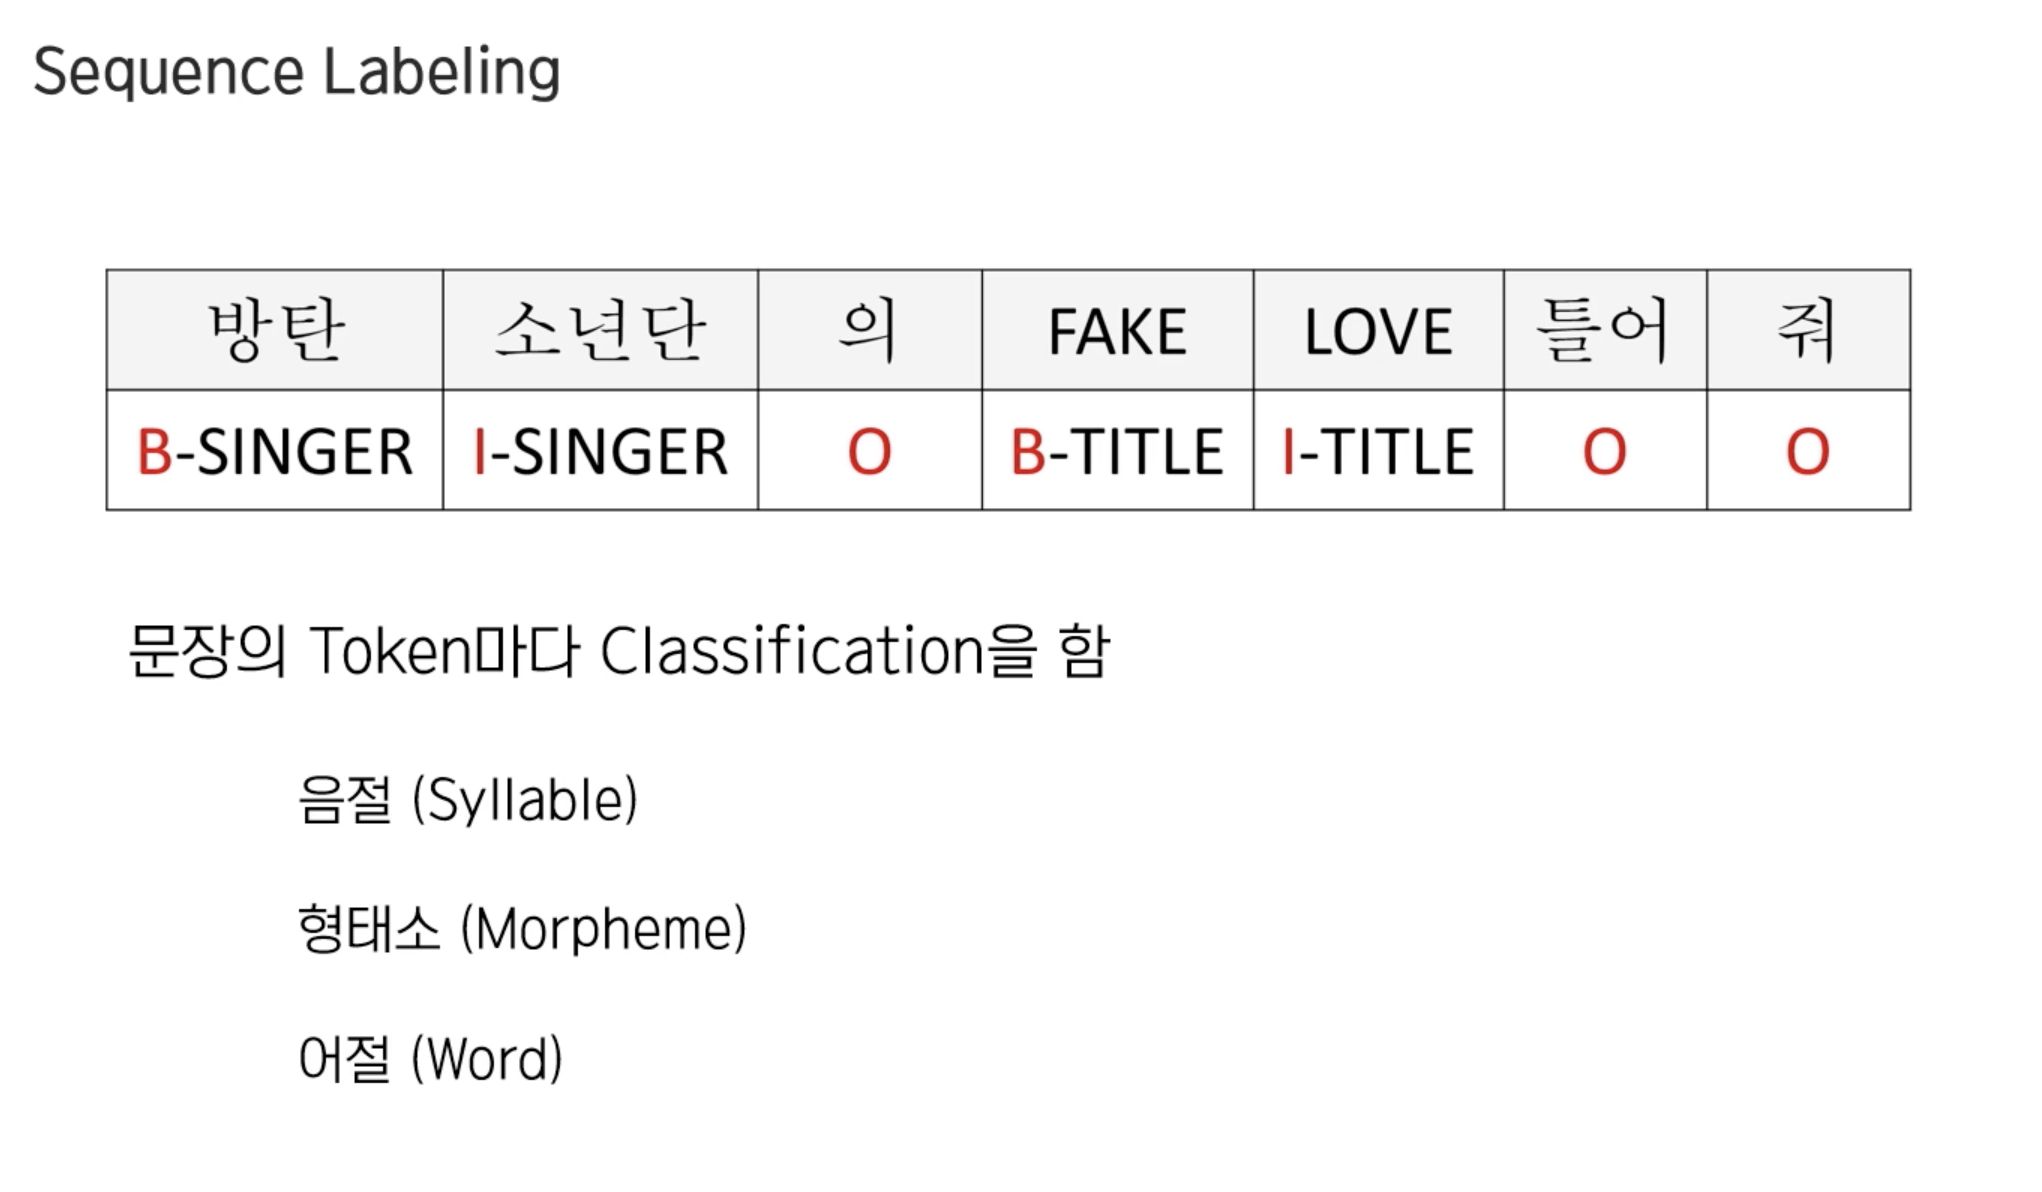 Sequence Labeling
방탄 소년단 의 FAKE LOVE 틀어 줘
B-SINGER I-SINGER O B-TITLE I-TITLE O O
문장의 Token마다 Classification을 함
음절 (Syllable)
형태소 (Morpheme)
어절 (Word)